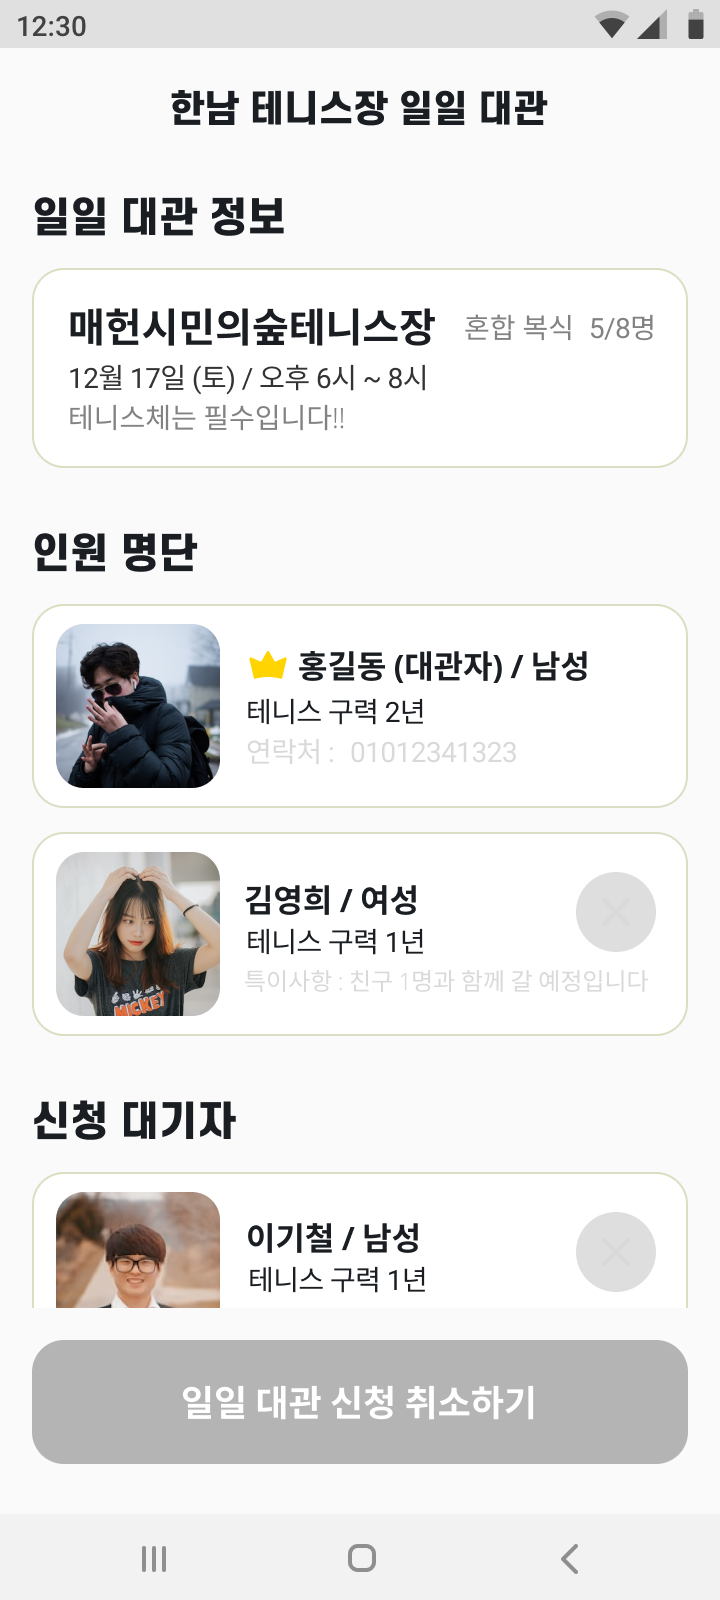 12:30
한남 테니스장 일일 대관
일일 대관 정보
매헌시민의숲테니스장 혼합 복식 5/8명
12월 17일 (토) / 오후 6시 ~ 8시
테니스체는 필수입니다!!
인원 명단
홍길동 (대관자) / 남성
테니스 구력 2년
연락처 : 01012341323
김영희 / 여성
테니스 구력 1년
특이사항 : 친구 1명과 함께 갈 예정입니다
MICKEY
신청 대기자
이기철 / 남성
테니스 구력 1년
일일 대관 신청 취소하기